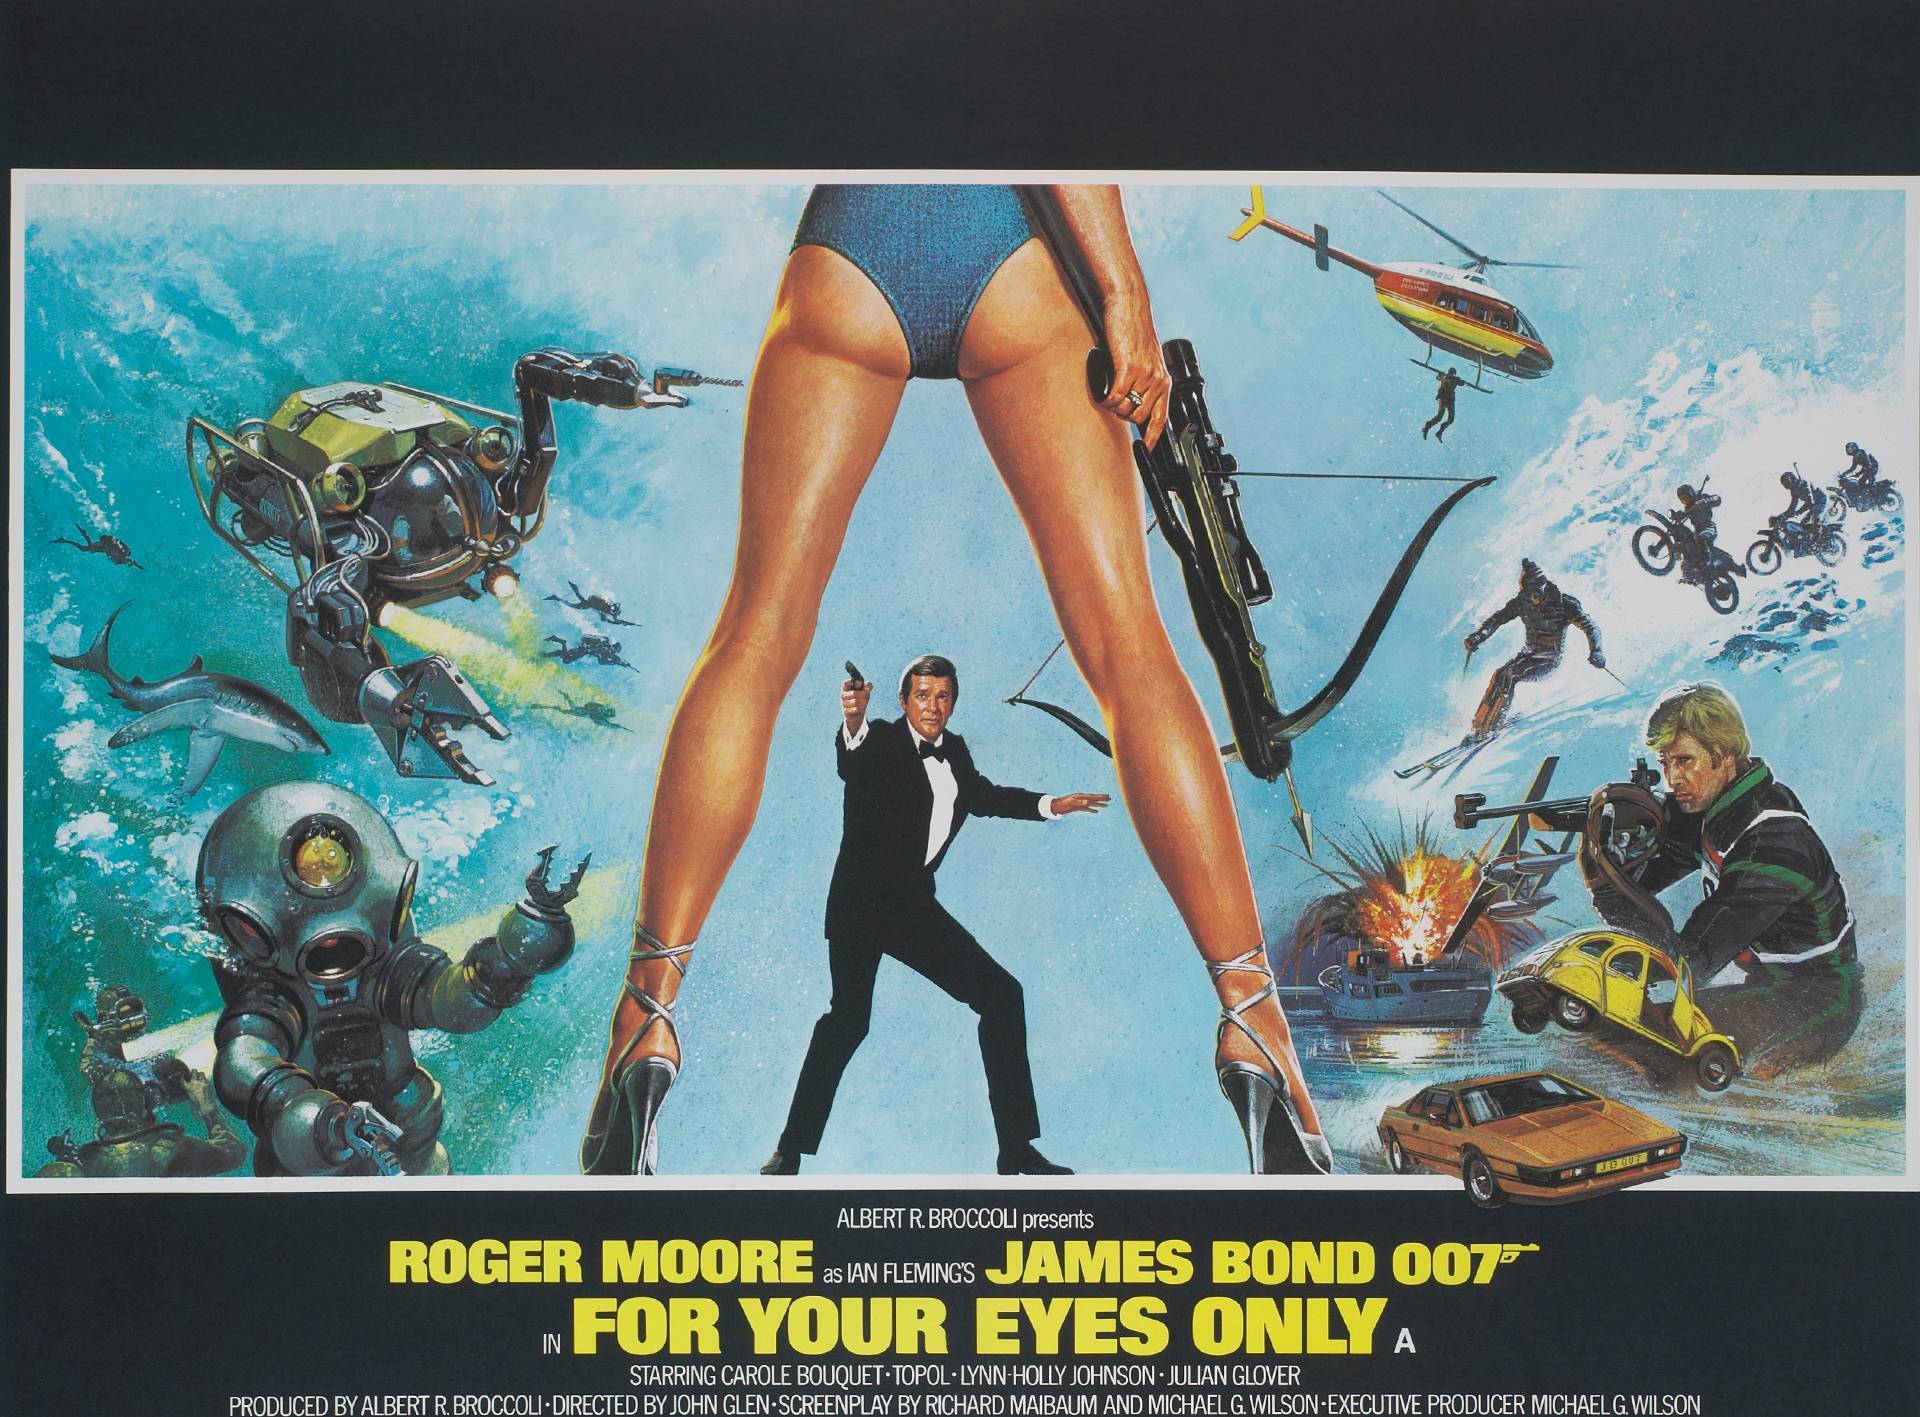 ALBERT R. BROCCOLI presents
ROGER MOORE as IAN FLEMING'S JAMES BOND 007
IN FOR YOUR EYES ONLY A
STARRING CAROLE BOUQUET · TOPOL · LYNN-HOLLY JOHNSON · JULIAN GLOVER
PRODUCED BY ALBERT R. BROCCOLI · DIRECTED BY JOHN GLEN · SCREENPLAY BY RICHARD MAIBAUM AND MICHAEL G. WILSON · EXECUTIVE PRODUCER MICHAEL G. WILSON